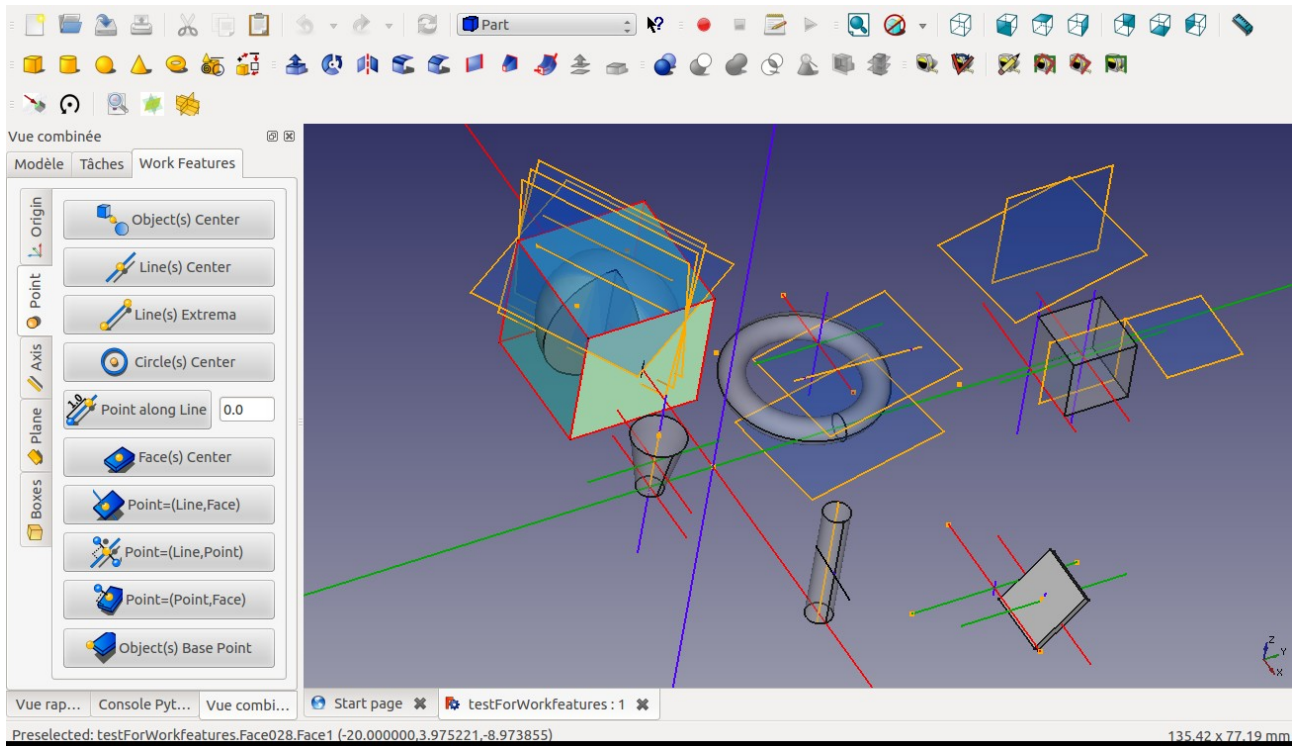 Part
Vue combinée
Modèle Tâches Work Features
Origin
Point
Axis
Plane
Boxes
Object(s) Center
Line(s) Center
Line(s) Extrema
Circle(s) Center
1.0
Point along Line 0.0
Face(s) Center
Point=(Line,Face)
Point=(Line,Point)
Point=(Point,Face)
Object(s) Base Point
Z
Y
X
Vue rap... Console Pyt... Vue combi...
Start page testForWorkfeatures : 1
Preselected: testForWorkfeatures.Face028.Face1 (-20.000000,3.975221,-8.973855) 135.42 x 77.19 mm